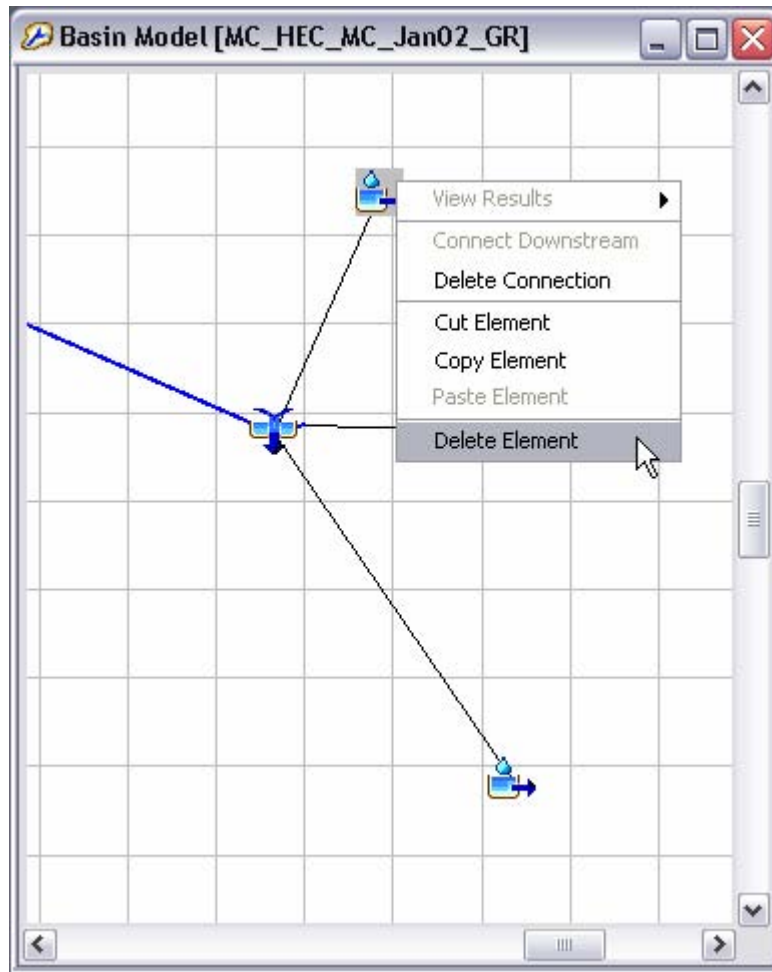 Basin Model [MC_HEC_MC_Jan02_GR]
View Results
Connect Downstream
Delete Connection
Cut Element
Copy Element
Paste Element
Delete Element